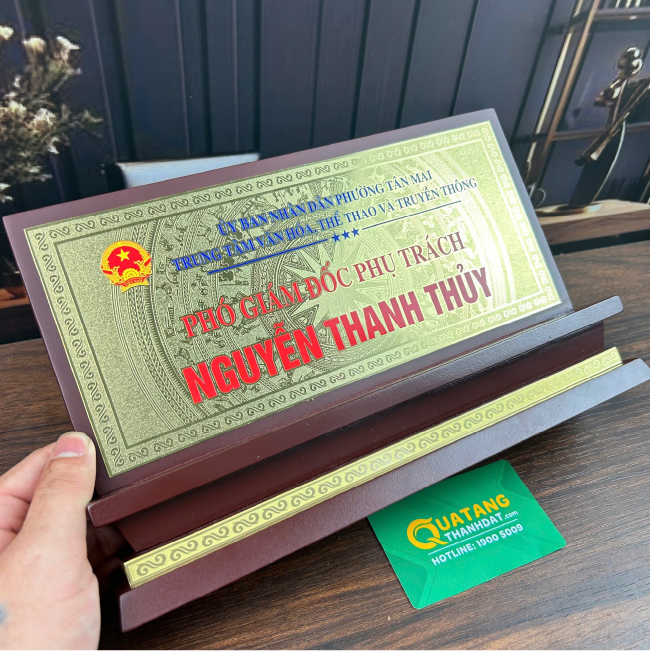 ỦY BAN NHÂN DÂN PHƯỜNG TÂN MAI
TRUNG TÂM VĂN HÓA, THỂ THAO VÀ TRUYỀN THÔNG
PHÓ GIÁM ĐỐC PHỤ TRÁCH
NGUYỄN THANH THỦY
QUATANG
THANHDAT.com
HOTLINE: 1900 5009